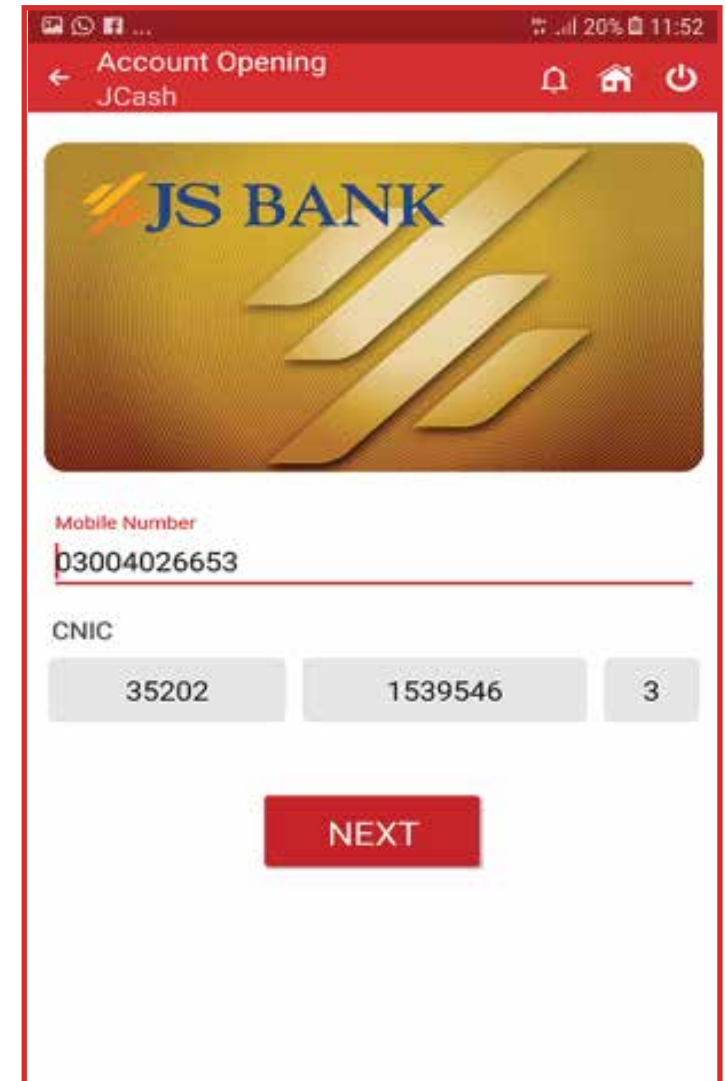 ... 20% 11:52
Account Opening
JCash
JS BANK
Mobile Number
03004026653
CNIC
35202 1539546 3
NEXT